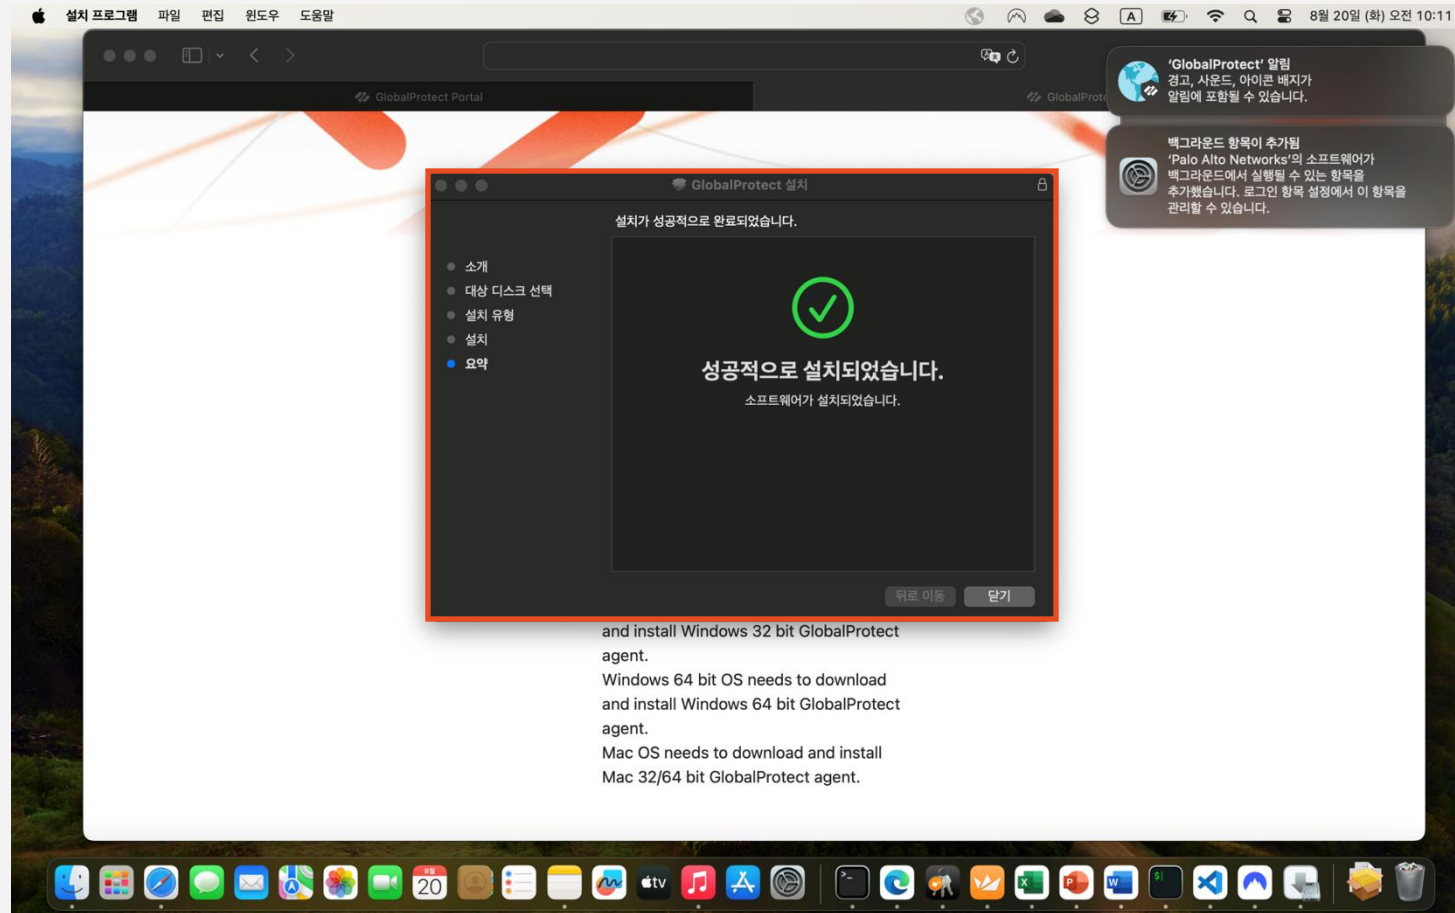 설치 프로그램 파일 편집 윈도우 도움말
A
8월 20일 (화) 오전 10:11
GlobalProtect Portal
GlobalProte
'GlobalProtect' 알림
경고, 사운드, 아이콘 배지가
알림에 포함될 수 있습니다.
백그라운드 항목이 추가됨
'Palo Alto Networks'의 소프트웨어가
백그라운드에서 실행될 수 있는 항목을
추가했습니다. 로그인 항목 설정에서 이 항목을
관리할 수 있습니다.
GlobalProtect 설치
설치가 성공적으로 완료되었습니다.
소개
대상 디스크 선택
설치 유형
설치
요약
성공적으로 설치되었습니다.
소프트웨어가 설치되었습니다.
뒤로 이동 닫기
and install Windows 32 bit GlobalProtect
agent.
Windows 64 bit OS needs to download
and install Windows 64 bit GlobalProtect
agent.
Mac OS needs to download and install
Mac 32/64 bit GlobalProtect agent.
8월
20
tv